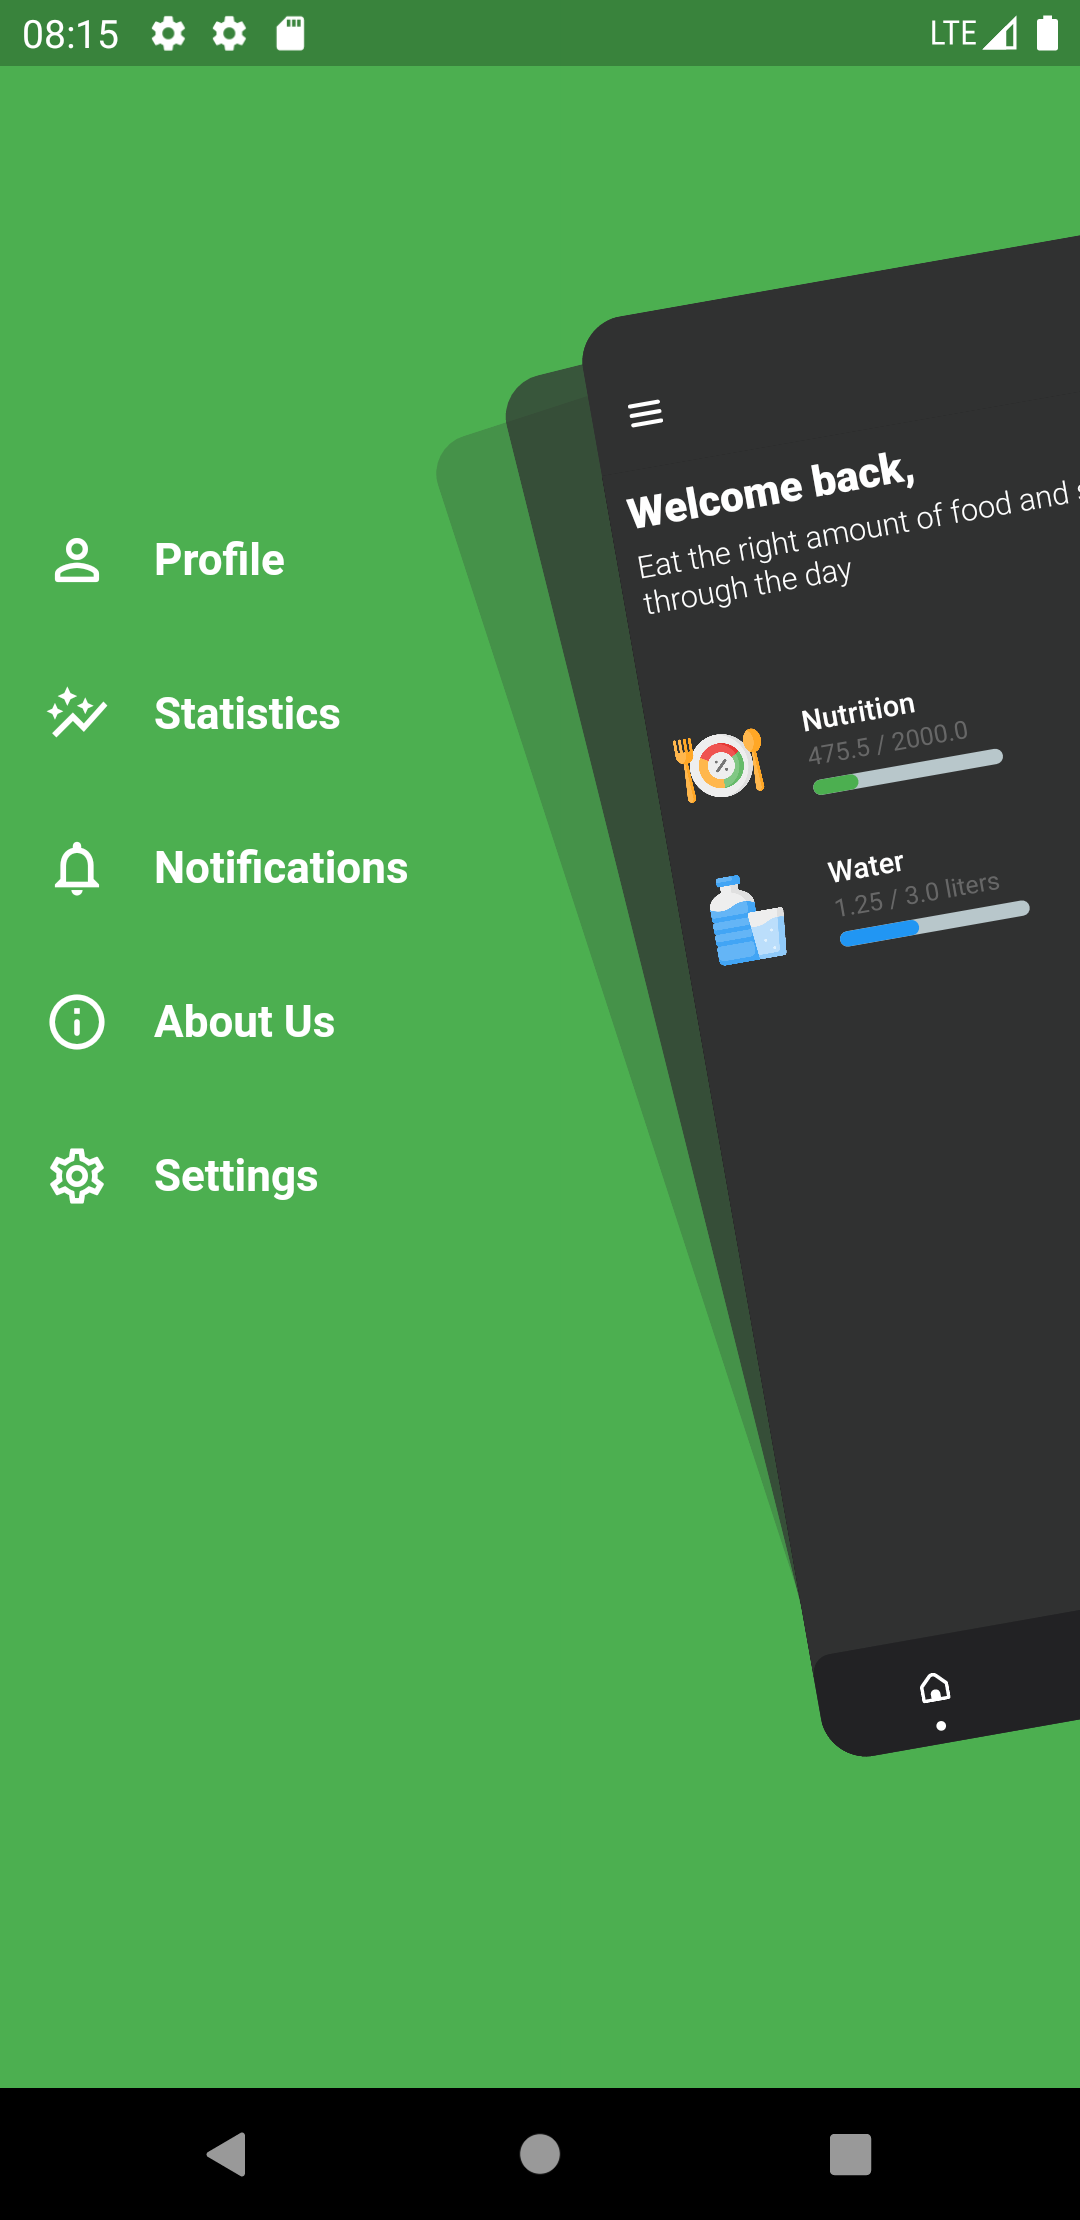 08:15
LTE
Welcome back,
Eat the right amount of food and
through the day
Profile
Statistics
Notifications
About Us
Settings
Nutrition
475.5 / 2000.0
Water
1.25 / 3.0 liters